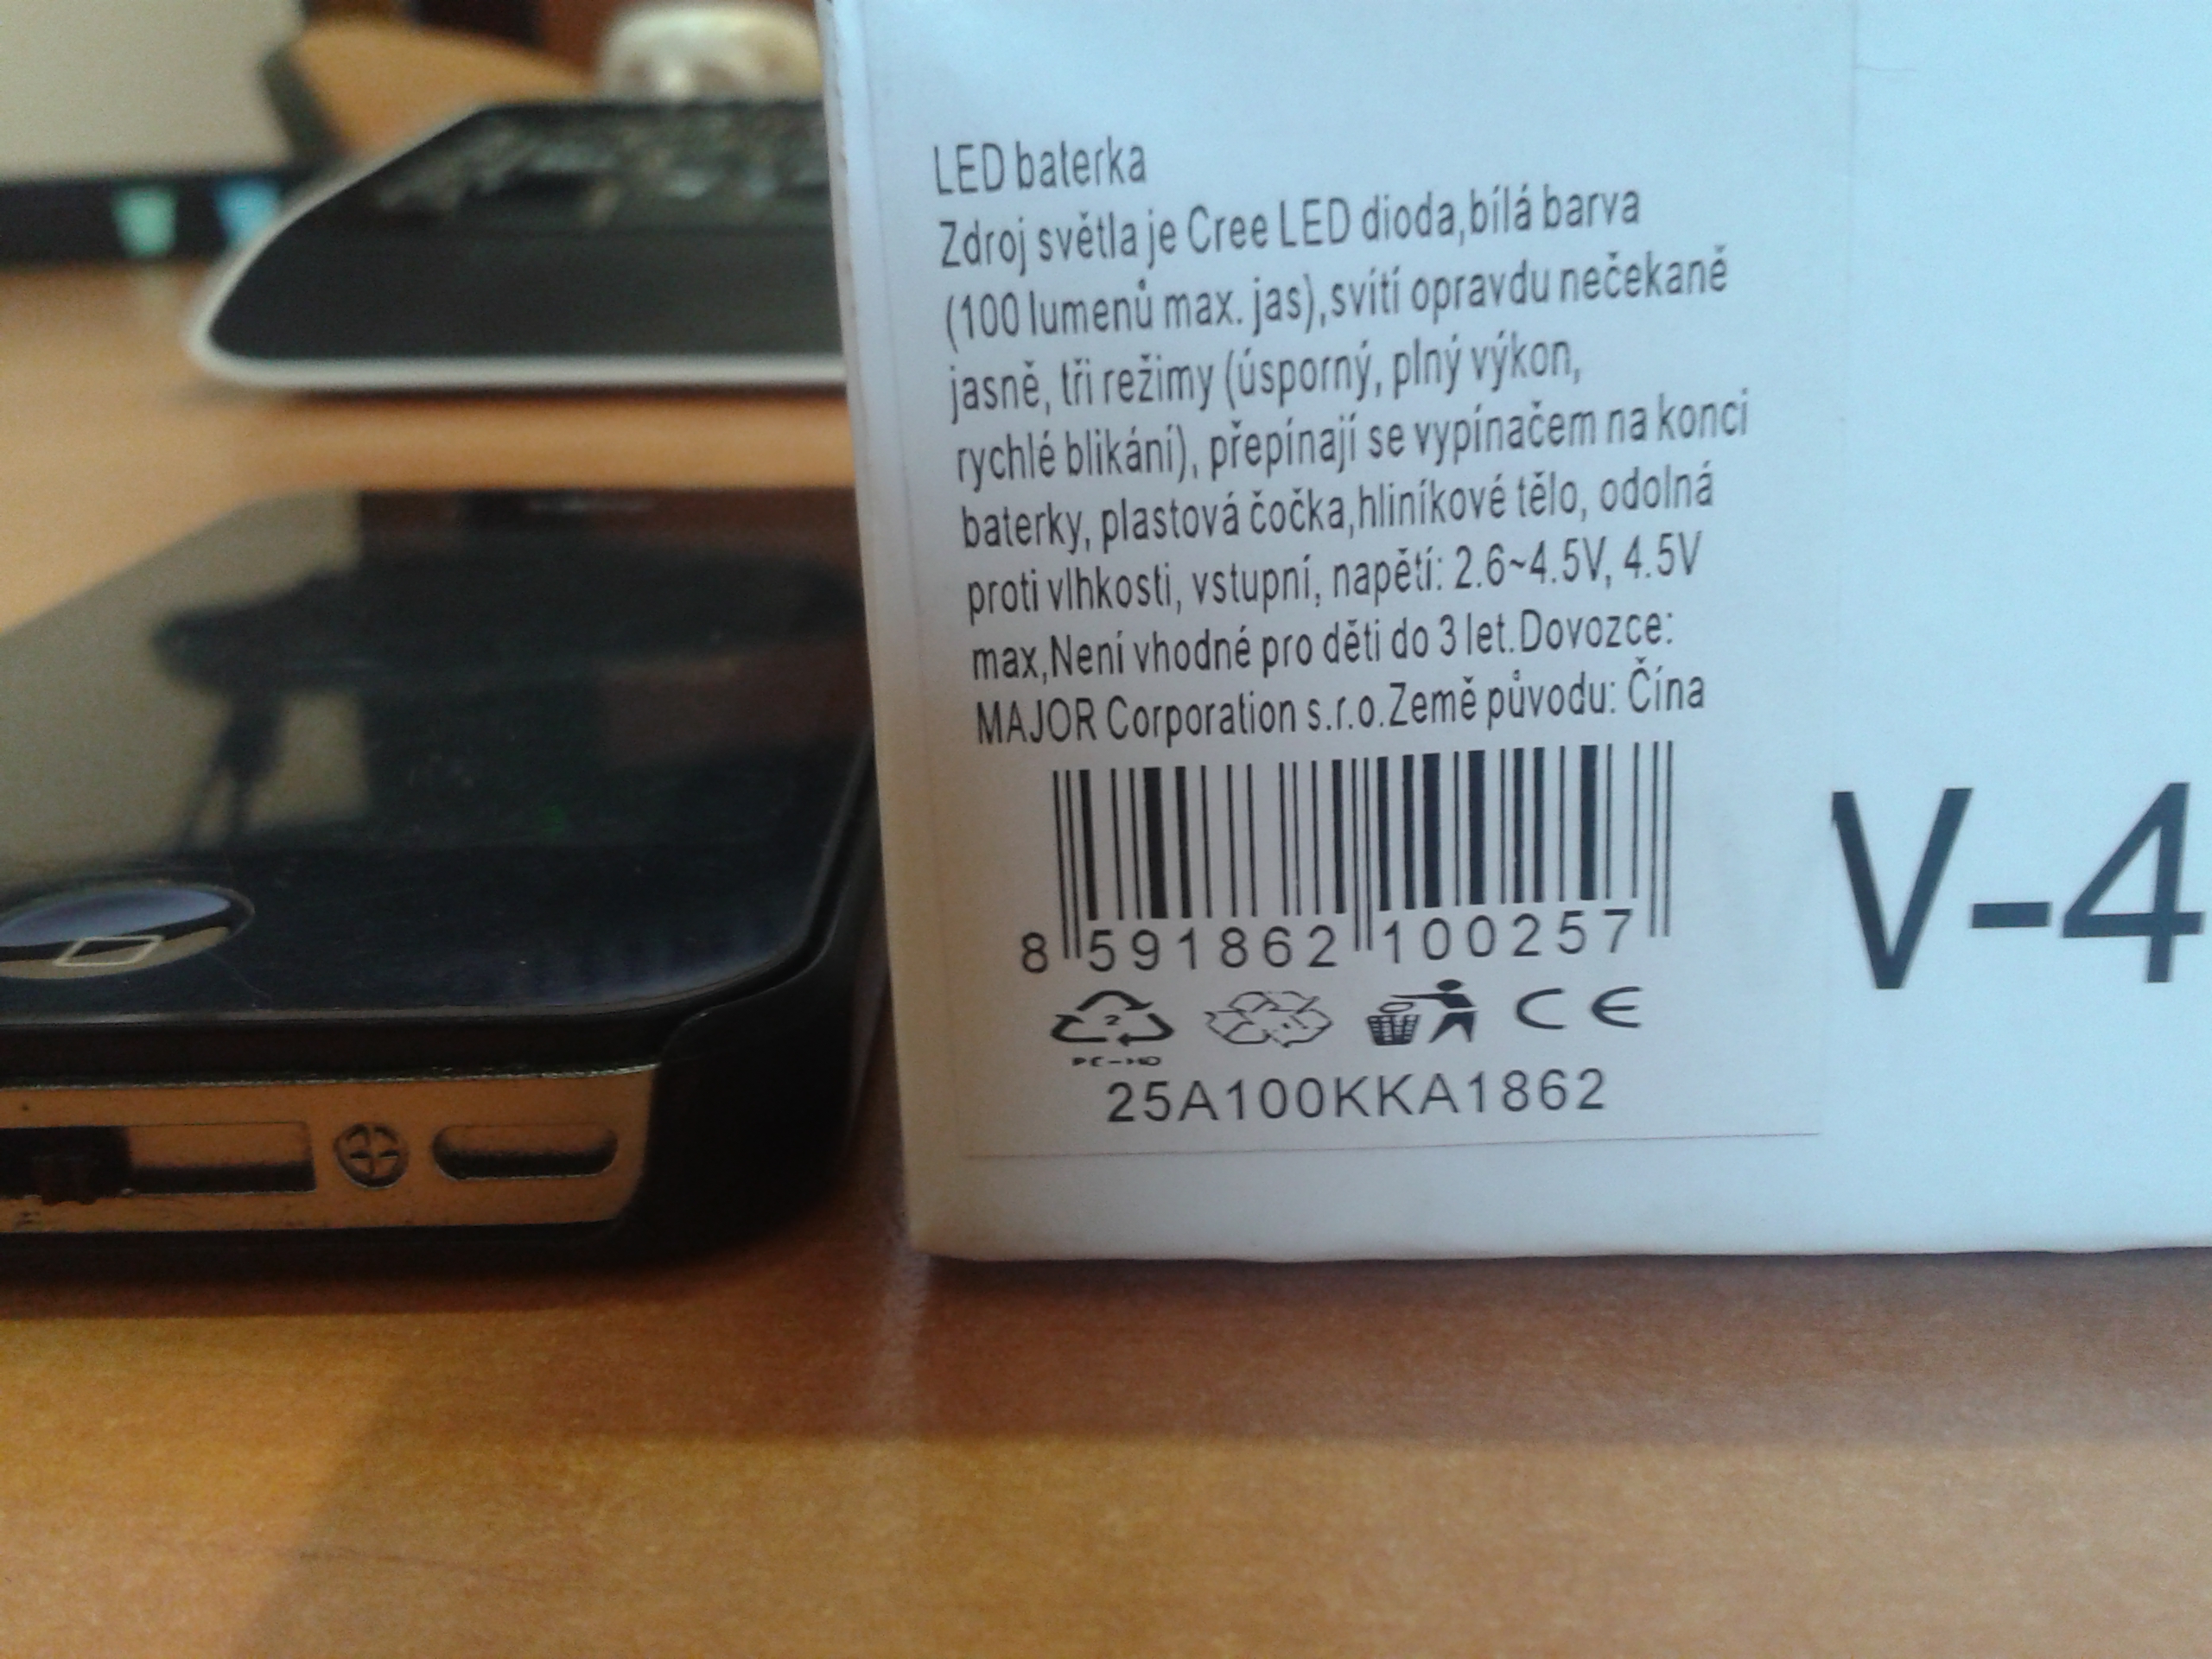 LED baterka
Zdroj světla je Cree LED dioda,bílá barva
(100 lumenů max. jas),svítí opravdu nečekaně
jasně, tři režimy (úsporný, plný výkon,
rychlé blikání), přepínají se vypínačem na konci
baterky, plastová čočka,hliníkové tělo, odolná
proti vlhkosti, vstupní, napětí: 2.6~4.5V, 4.5V
max,Není vhodné pro děti do 3 let.Dovozce:
MAJOR Corporation s.r.o.Země původu: Čína
8 591862 100257
2
CE
25A100KKA1862
V-4